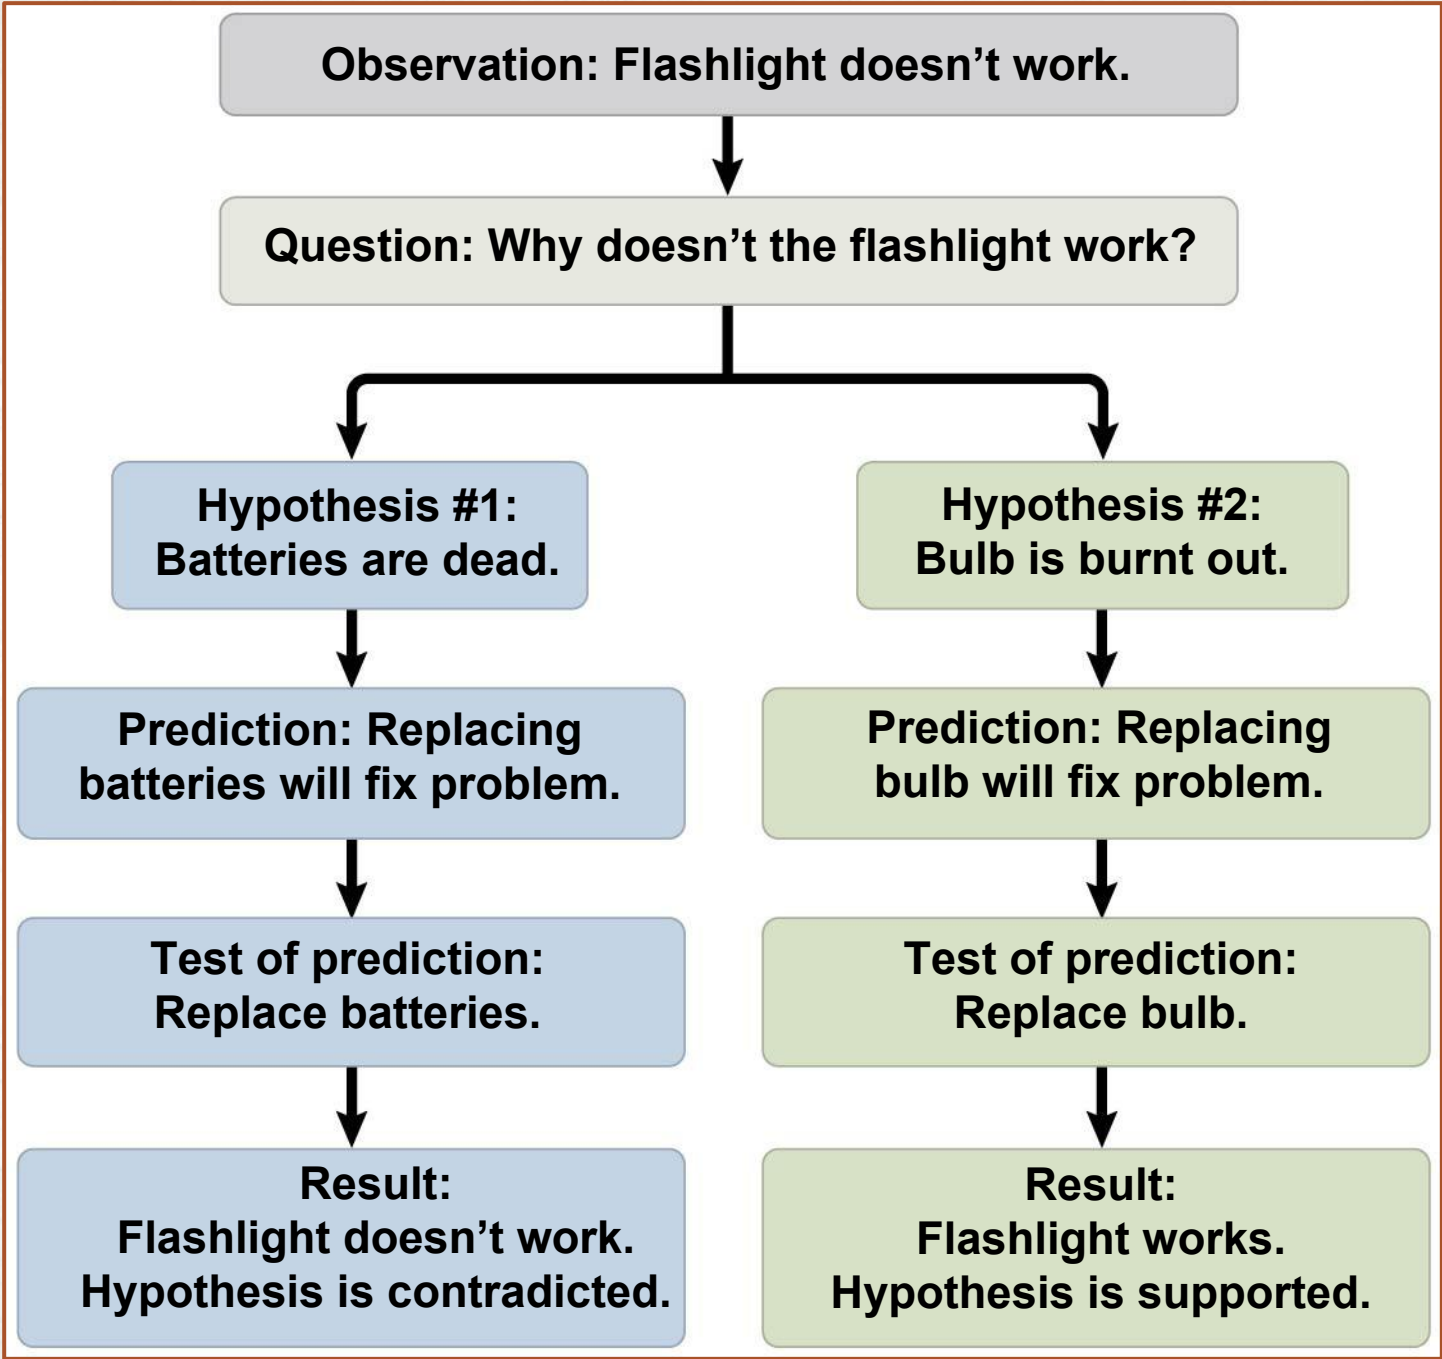 Observation: Flashlight doesn’t work.
Question: Why doesn’t the flashlight work?
Hypothesis #1:
Batteries are dead.
Prediction: Replacing
batteries will fix problem.
Test of prediction:
Replace batteries.
Result:
Flashlight doesn’t work.
Hypothesis is contradicted.
Hypothesis #2:
Bulb is burnt out.
Prediction: Replacing
bulb will fix problem.
Test of prediction:
Replace bulb.
Result:
Flashlight works.
Hypothesis is supported.